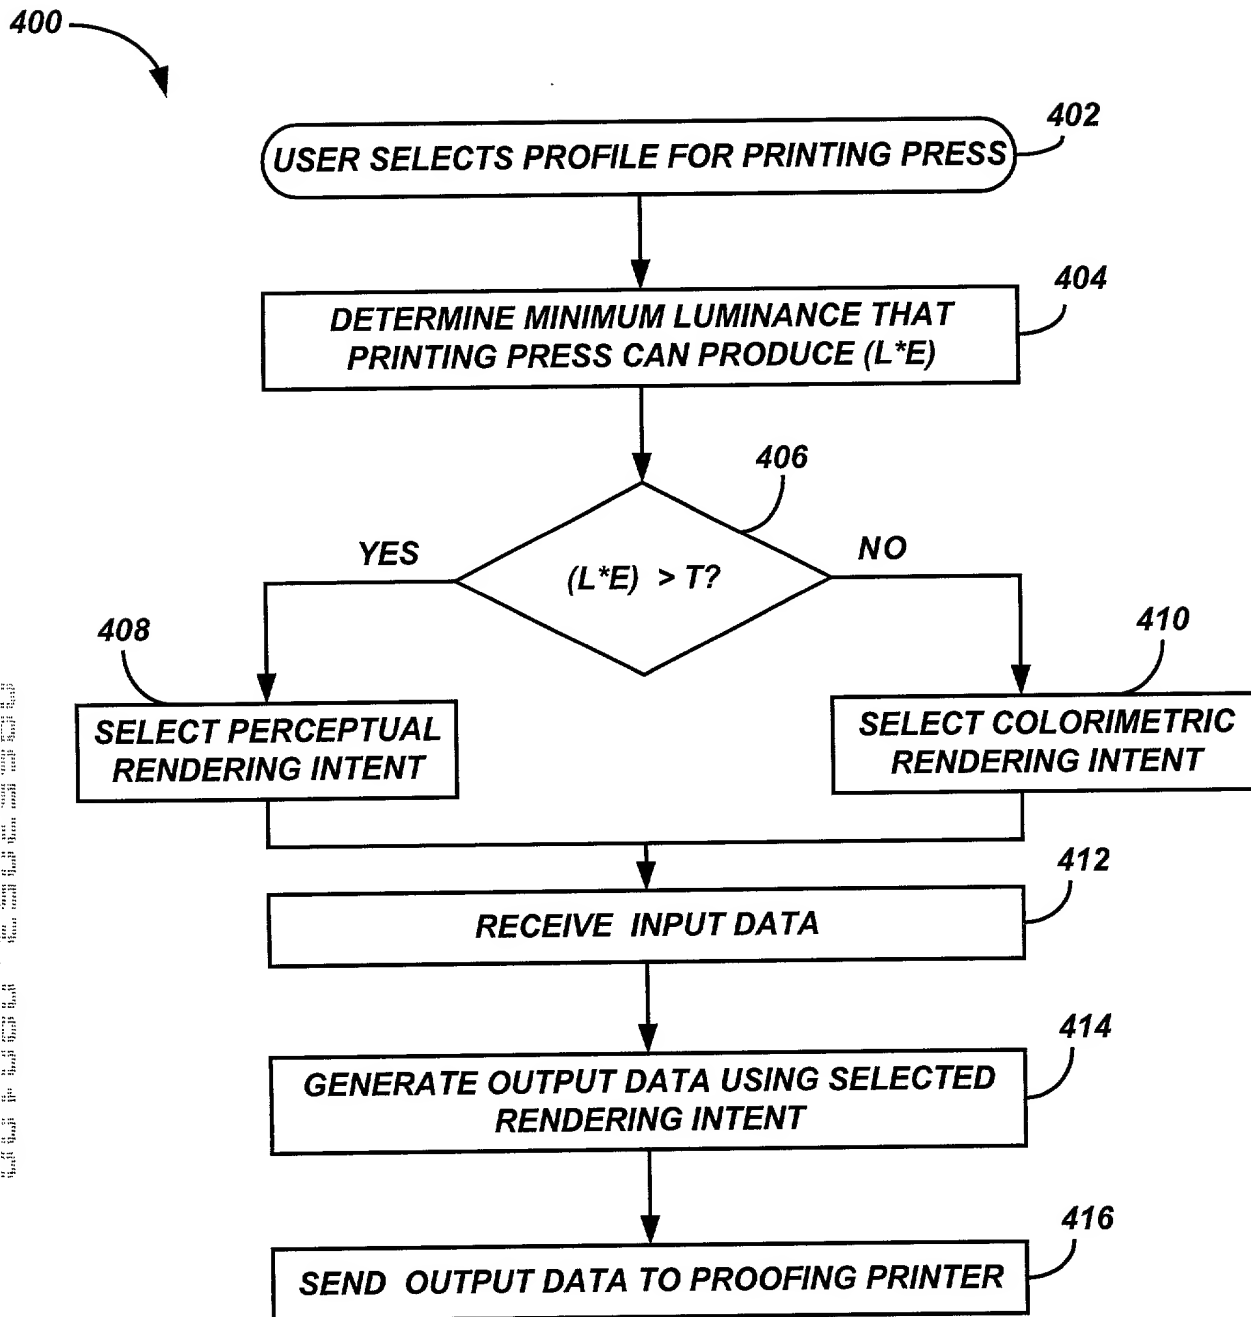 400
402
USER SELECTS PROFILE FOR PRINTING PRESS
404
DETERMINE MINIMUM LUMINANCE THAT
PRINTING PRESS CAN PRODUCE (L*E)
406
YES
NO
(L*E) > T?
408
410
SELECT PERCEPTUAL
RENDERING INTENT
SELECT COLORIMETRIC
RENDERING INTENT
412
RECEIVE INPUT DATA
414
GENERATE OUTPUT DATA USING SELECTED
RENDERING INTENT
416
SEND OUTPUT DATA TO PROOFING PRINTER